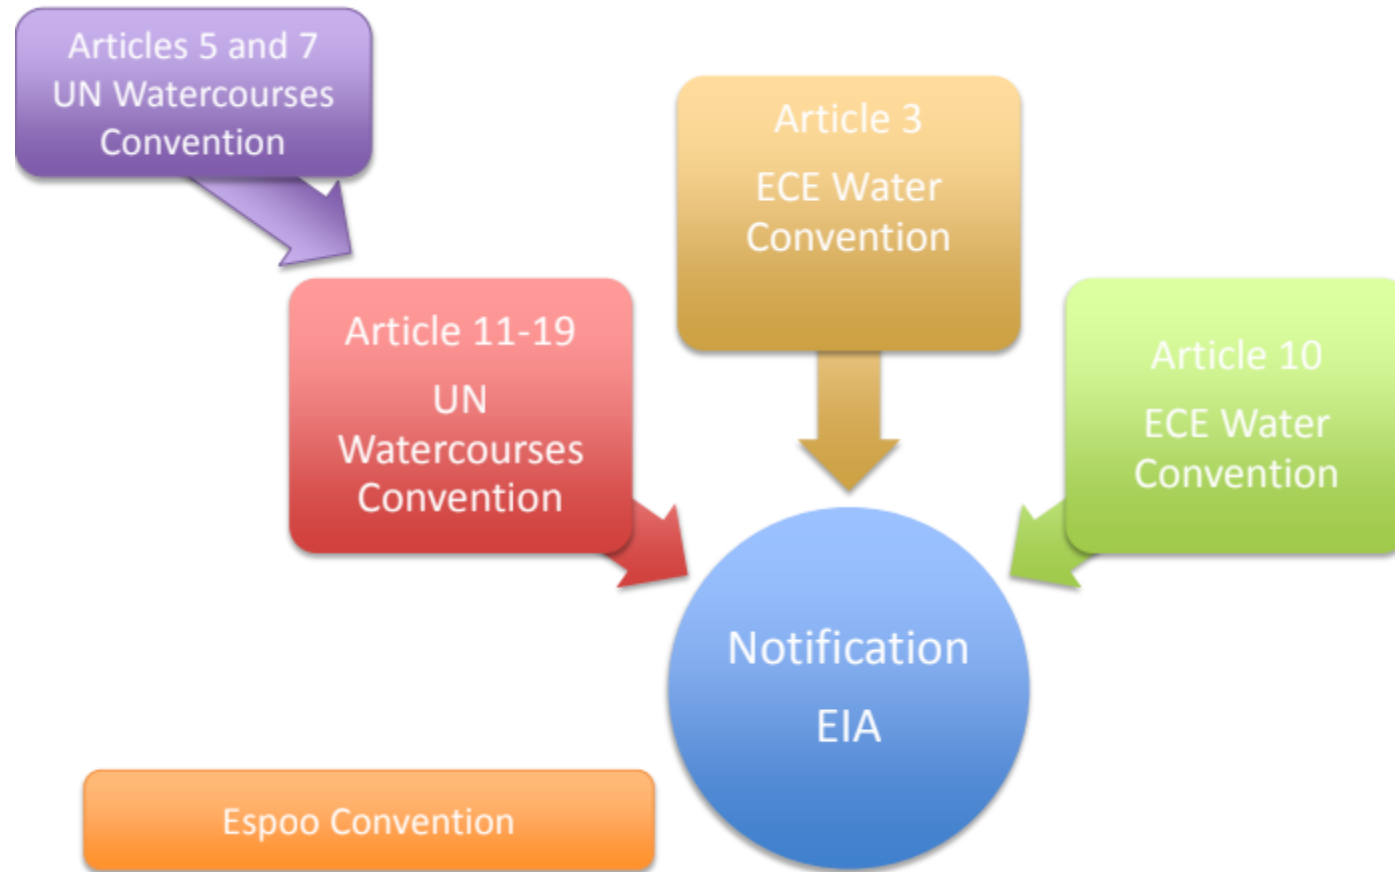 Articles 5 and 7
UN Watercourses
Convention
Article 3
ECE Water
Convention
Article 11-19
UN
Watercourses
Convention
Article 10
ECE Water
Convention
Notification
EIA
Espoo Convention